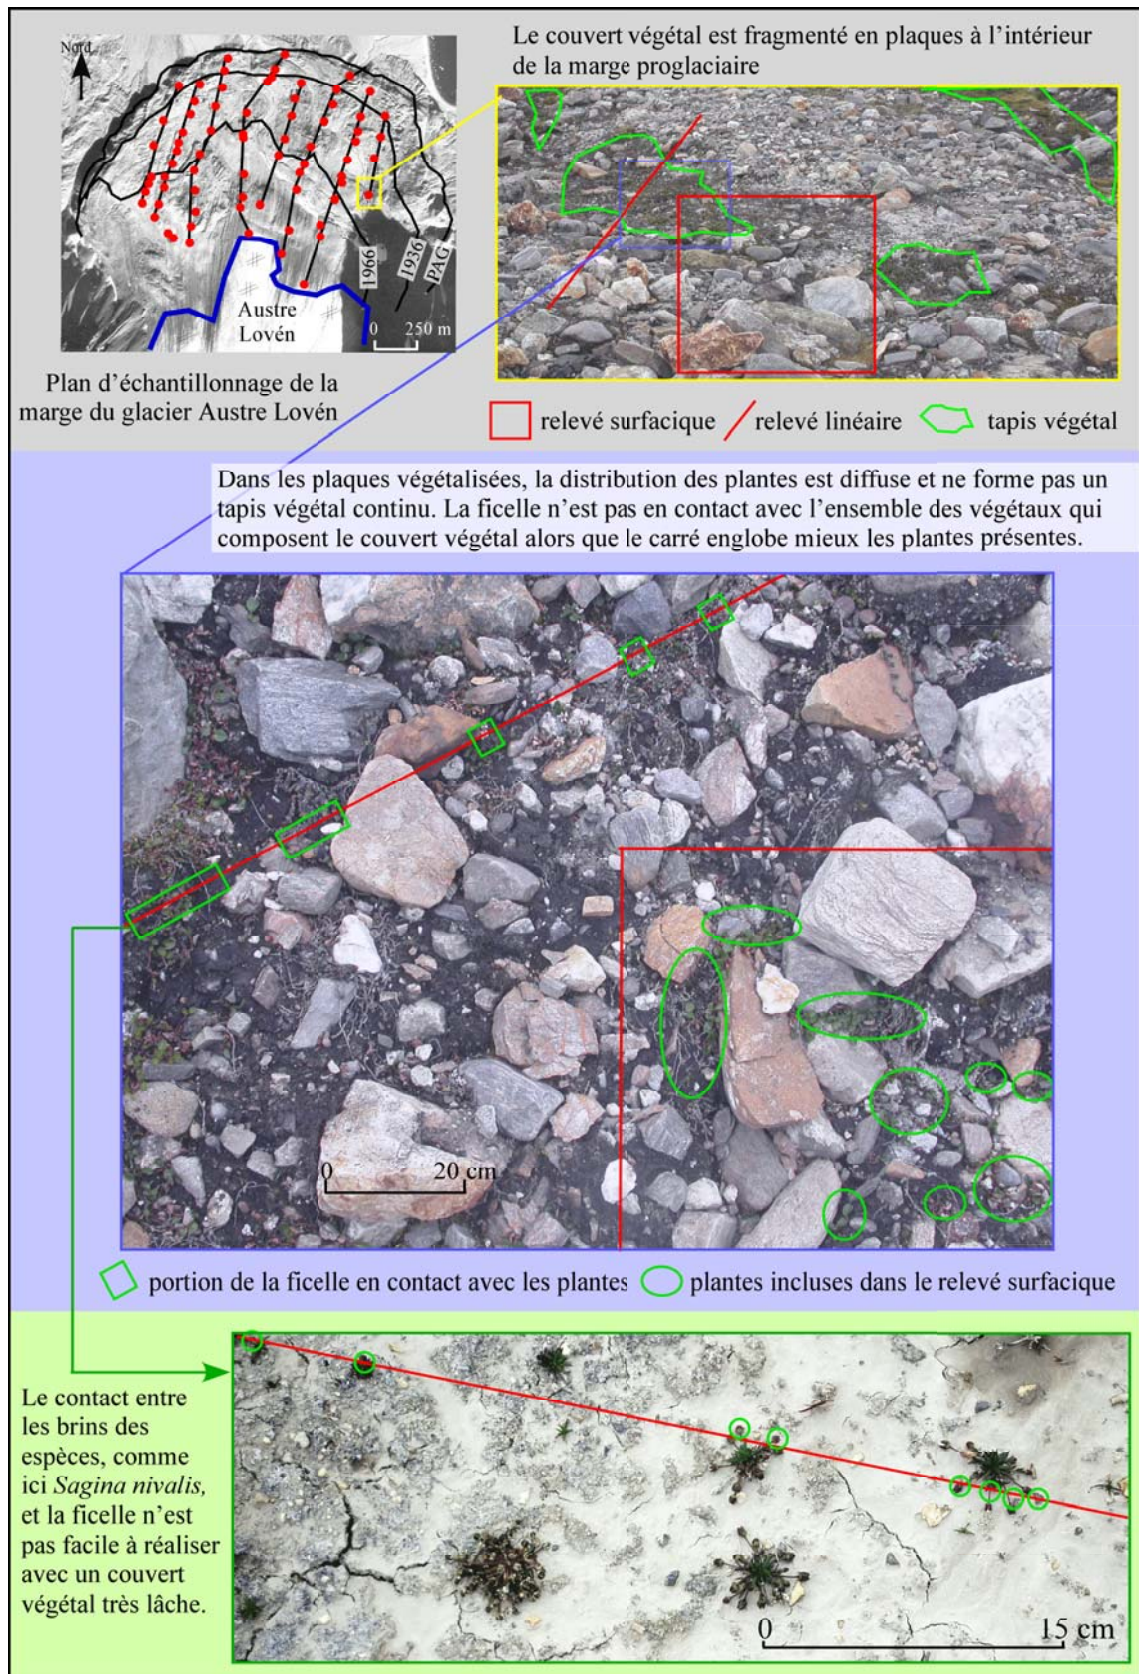 Nord
1966
1936
PAG
Austre
Lovén
0 250 m
Plan d'échantillonnage de la
marge du glacier Austre Lovén
Le couvert végétal est fragmenté en plaques à l'intérieur
de la marge proglaciaire
relevé surfacique relevé linéaire tapis végétal
Dans les plaques végétalisées, la distribution des plantes est diffuse et ne forme pas un
tapis végétal continu. La ficelle n'est pas en contact avec l'ensemble des végétaux qui
composent le couvert végétal alors que le carré englobe mieux les plantes présentes.
0 20 cm
portion de la ficelle en contact avec les plantes plantes incluses dans le relevé surfacique
Le contact entre
les brins des
espèces, comme
ici Sagina nivalis,
et la ficelle n'est
pas facile à réaliser
avec un couvert
végétal très lâche.
0 15 cm